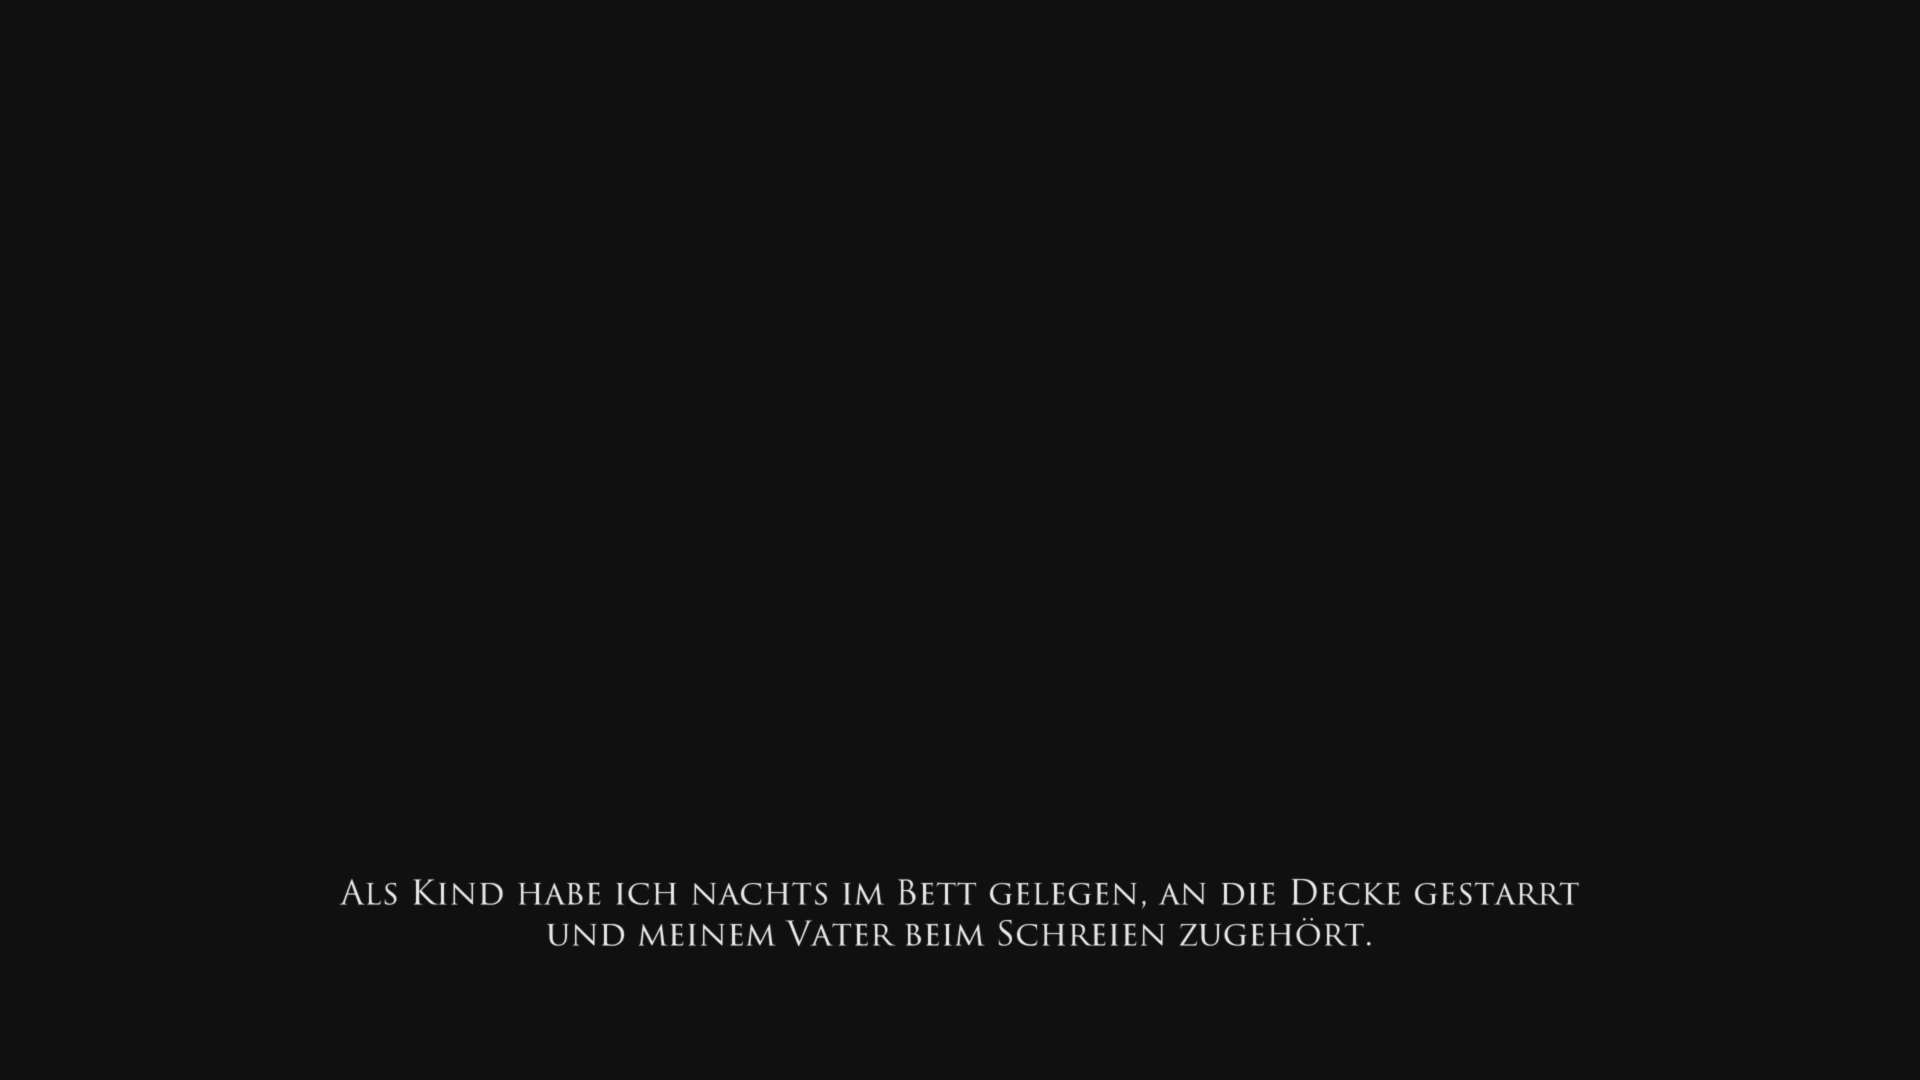 Als Kind habe ich nachts im Bett gelegen, an die Decke gestarrt
und meinem Vater beim Schreien zugehört.